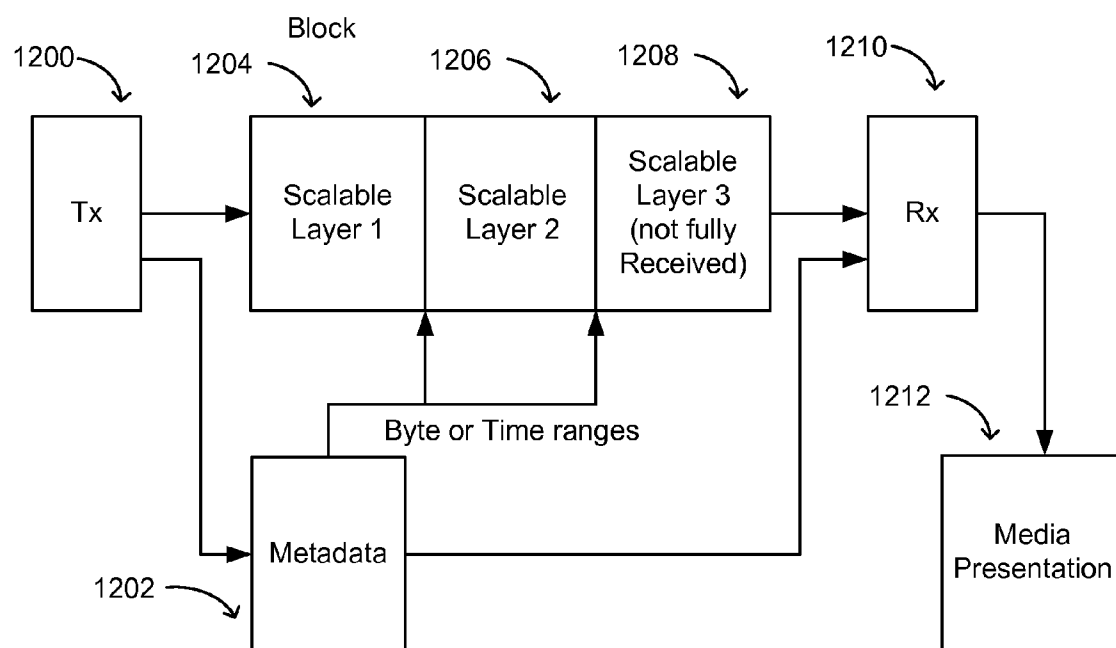 Block
1200
1204
1206
1208
1210
Tx
Scalable
Layer 1
Scalable
Layer 2
Scalable
Layer 3
(not fully
Received)
Rx
Byte or Time ranges
1212
Metadata
1202
Media
Presentation